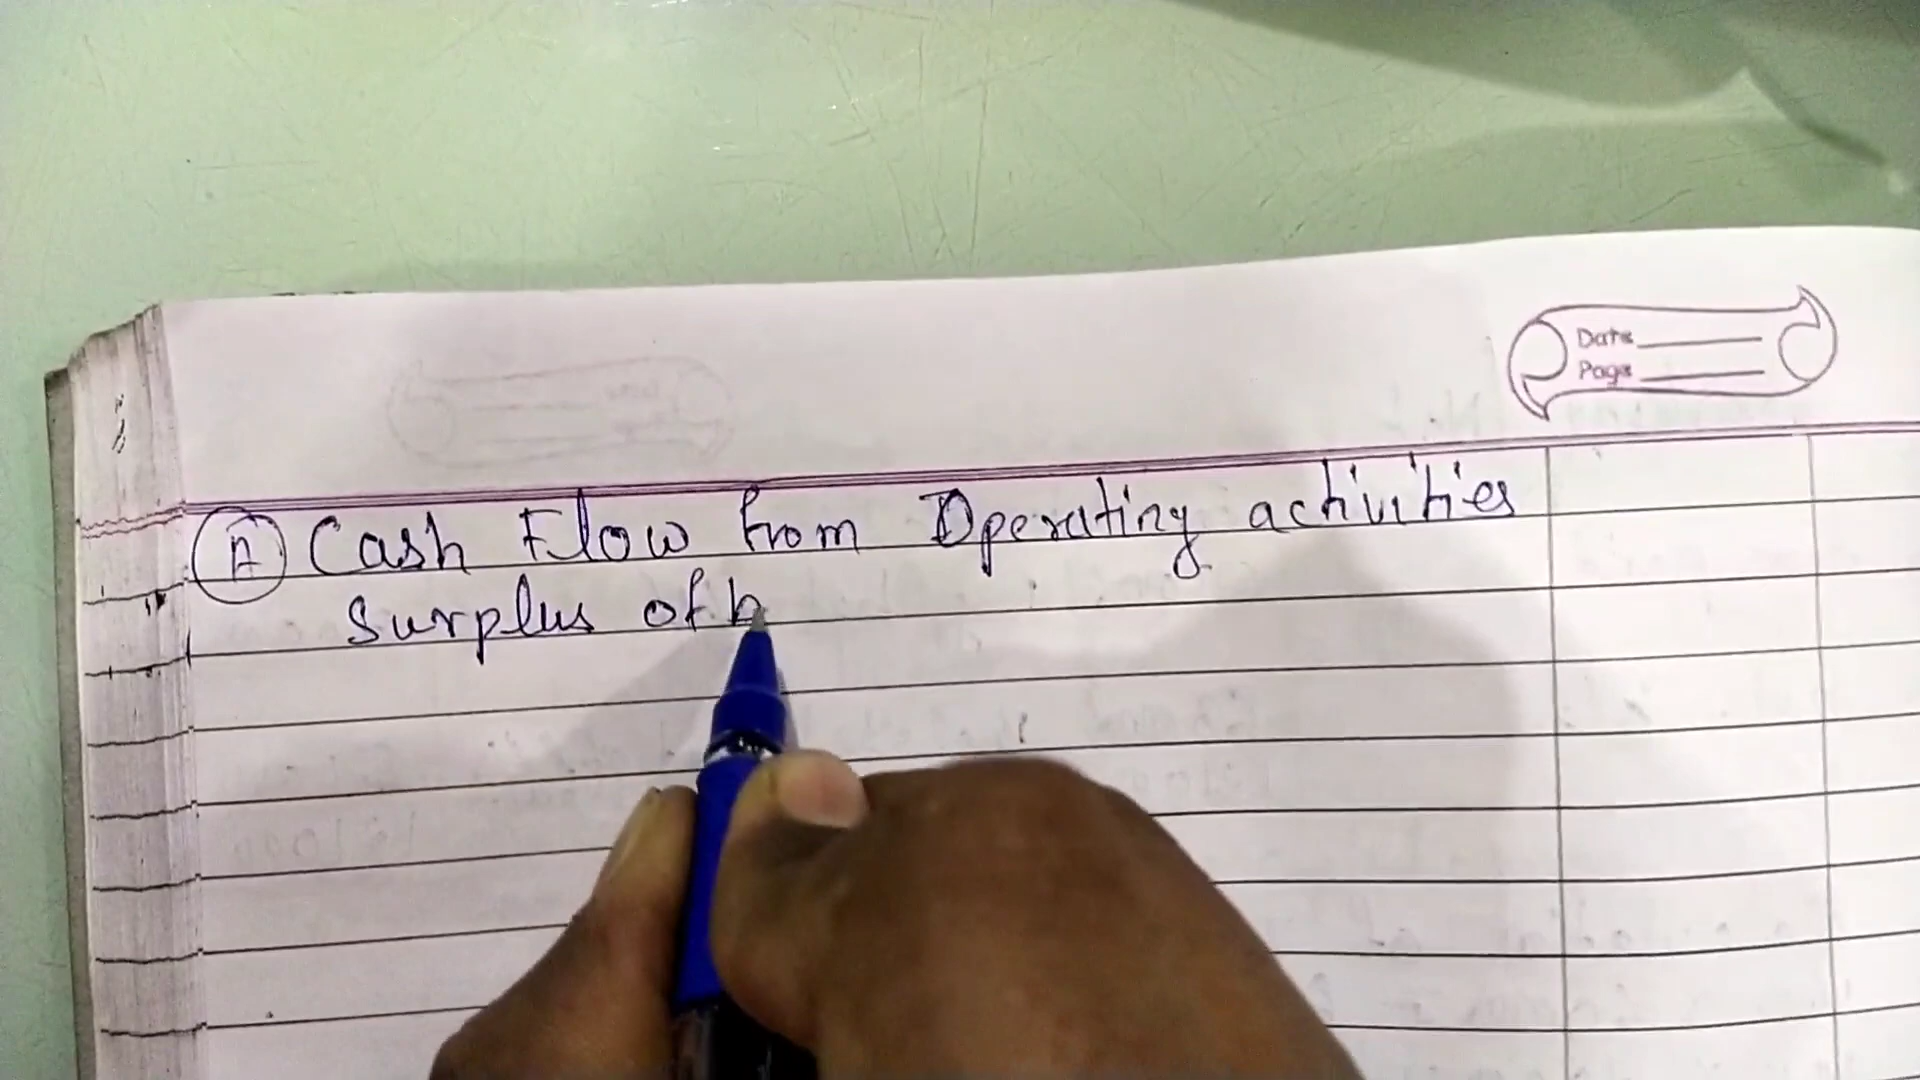 Date
Page
A Cash Flow from Operating activities
Surplus of b